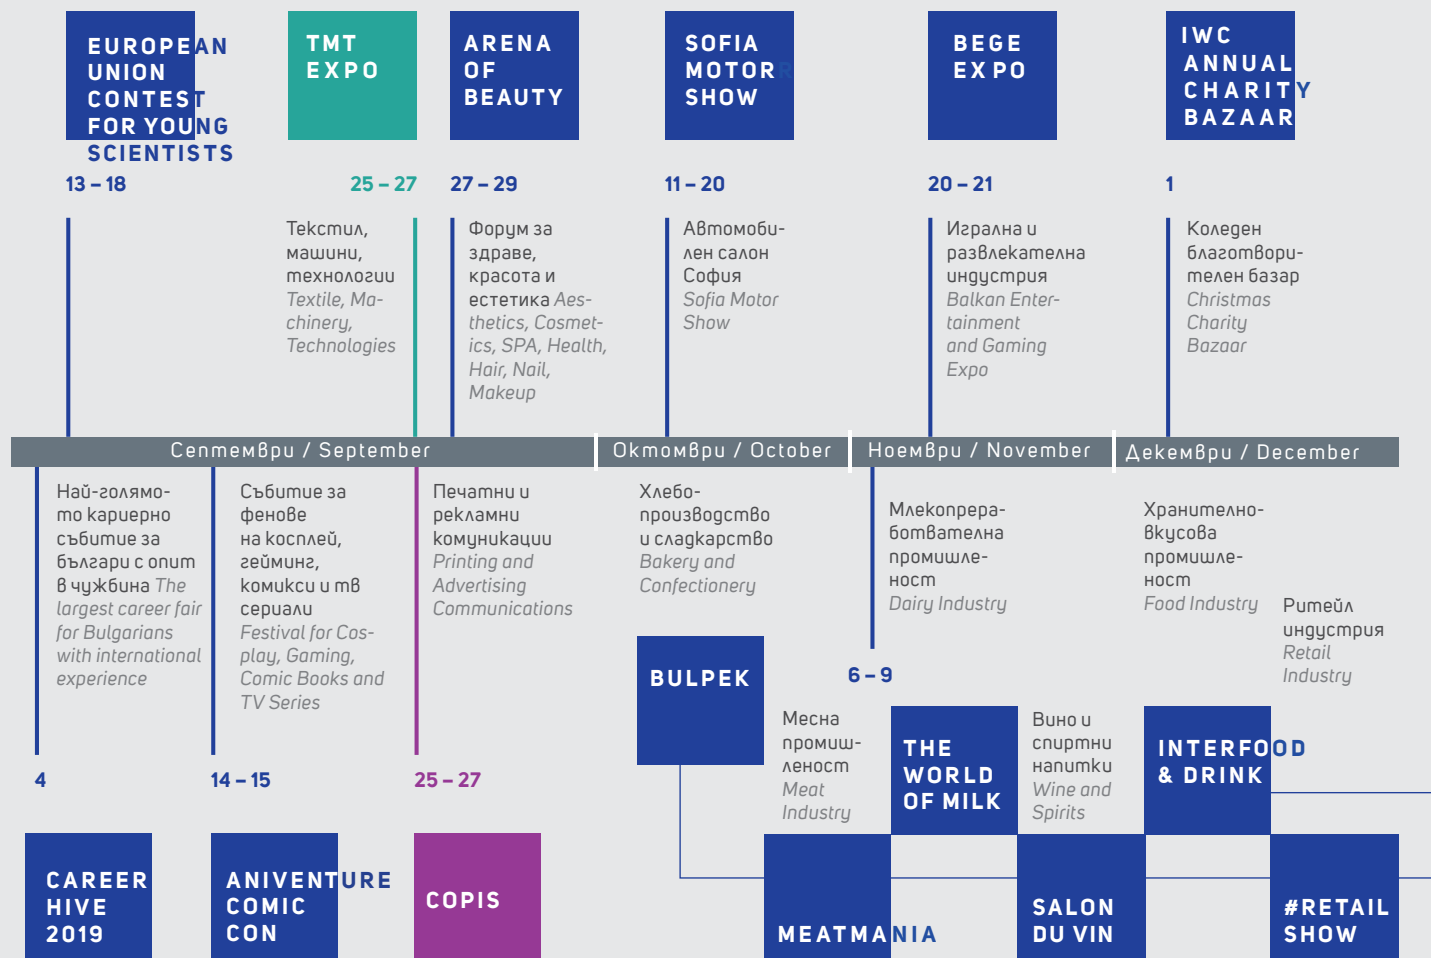 EUROPEAN
UNION
CONTEST
FOR YOUNG
SCIENTISTS
13 – 18
TMT
EXPO
25 – 27
Текстил,
машини,
технологии
Textile, Ma-
chinery,
Technologies
ARENA
OF
BEAUTY
27 – 29
Форум за
здраве,
красота и
естетика Aes-
thetics, Cosmet-
ics, SPA, Health,
Hair, Nail,
Makeup
SOFIA
MOTORR
SHOW
11 – 20
Автомоби-
лен салон
София
Sofia Motor
Show
BEGE
EXPO
20 – 21
Игрална и
развлекателна
индустрия
Balkan Enter-
tainment
and Gaming
Expo
IWC
ANNUAL
CHARITY
BAZAAR
1
Коледен
благотвори-
телен базар
Christmas
Charity
Bazaar
Септември / September
Октомври / October
Ноември / November
Декември / December
Най-голямо-
то кариерно
събитие за
българи с опит
в чужбина The
largest career fair
for Bulgarians
with international
experience
4
CAREER
HIVE
2019
Събитие за
фенове
на косплей,
гейминг,
комикси и тв
сериали
Festival for Cos-
play, Gaming,
Comic Books and
TV Series
14 – 15
ANIVENTURE
COMIC
CON
Печатни и
рекламни
комуникации
Printing and
Advertising
Communications
25 – 27
COPIS
Хлебо-
производство
и сладкарство
Bakery and
Confectionery
BULPEK
Месна
промиш-
леност
Meat
Industry
MEATMANIA
Млекопрера-
ботвателна
промишле-
ност
Dairy Industry
6 – 9
THE
WORLD
OF MILK
Вино и
спиртни
напитки
Wine and
Spirits
SALON
DU VIN
Хранително-
вкусова
промишле-
ност
Food Industry
INTERFOOD
& DRINK
Ритейл
индустрия
Retail
Industry
#RETAIL
SHOW